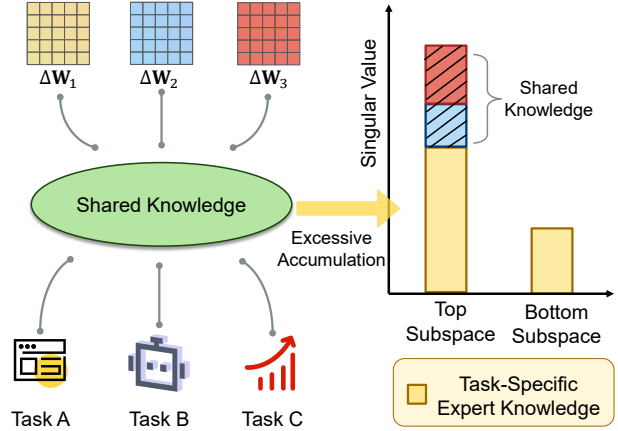 ΔW₁
ΔW₂
ΔW₃
Shared Knowledge
Task A
Task B
Task C
Excessive
Accumulation
Singular Value
Shared
Knowledge
Top
Subspace
Bottom
Subspace
Task-Specific
Expert Knowledge